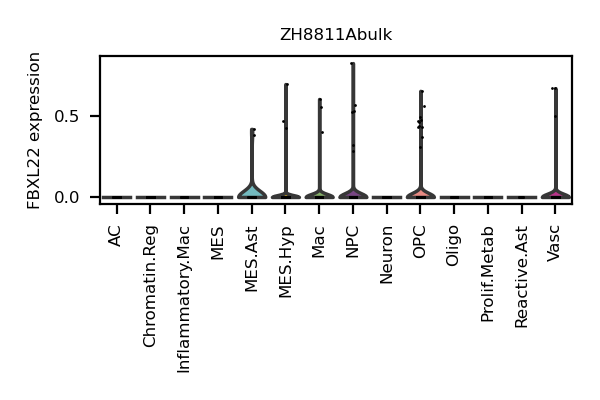 ZH8811Abulk
FBXL22 expression
0.5
0.0
AC
Chromatin.Reg
Inflammatory.Mac
MES
MES.Ast
MES.Hyp
Mac
NPC
Neuron
OPC
Oligo
Prolif.Metab
Reactive.Ast
Vasc